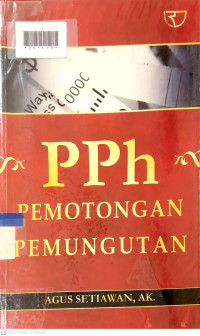 PPh
PEMOTONGAN
PEMUNGUTAN
AGUS SETIAWAN, AK.